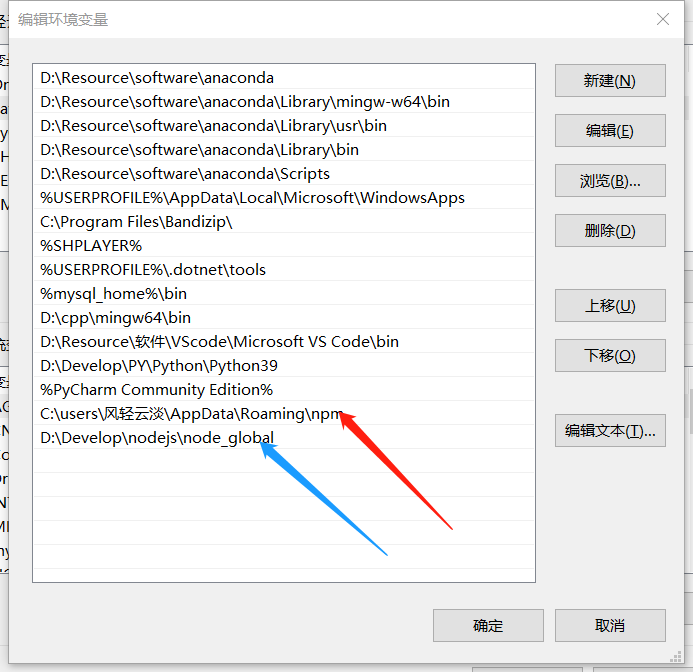 编辑环境变量
D:\Resource\software\anaconda
D:\Resource\software\anaconda\Library\mingw-w64\bin
D:\Resource\software\anaconda\Library\usr\bin
D:\Resource\software\anaconda\Library\bin
D:\Resource\software\anaconda\Scripts
%USERPROFILE%\AppData\Local\Microsoft\WindowsApps
C:\Program Files\Bandizip\
%SHPLAYER%
%USERPROFILE%\.dotnet\tools
%mysql_home%\bin
D:\cpp\mingw64\bin
D:\Resource\软件\VScode\Microsoft VS Code\bin
D:\Develop\PY\Python\Python39
%PyCharm Community Edition%
C:\users\风轻云淡\AppData\Roaming\npm
D:\Develop\nodejs\node_global
新建(N)
编辑(E)
浏览(B)...
删除(D)
上移(U)
下移(O)
编辑文本(T)...
确定
取消